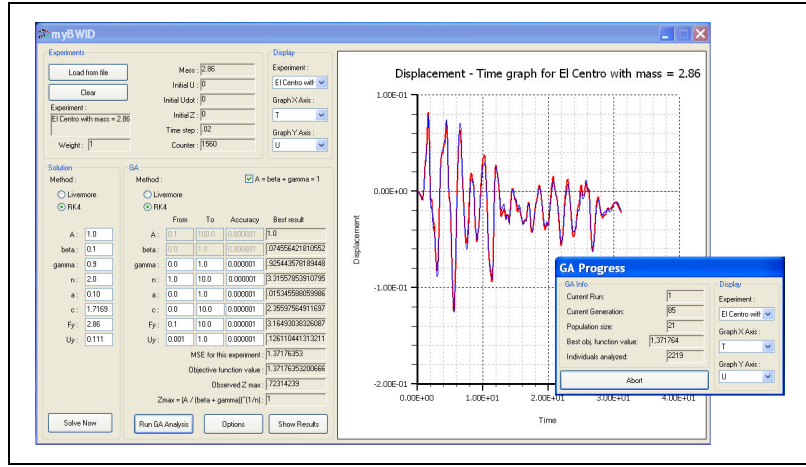 myBWID
Experiments
Load from file
Clear
Experiment:
El Centro with mass = 2.86
Weight: 1
Mass: 2.86
Initial U: 0
Initial Udot: 0
Initial Z: 0
Time step: .02
Counter: 1560
Display
Experiment:
El Centro with
Graph X Axis:
T
Graph Y Axis:
U
Solution
Method:
Livermore
RK4
A: 1.0
beta: 0.1
gamma: 0.9
n: 2.0
a: 0.10
c: 1.7169
Fy: 2.86
Uy: 0.111
Solve Now
GA
Method:
A = beta + gamma = 1
Livermore
RK4
From To Accuracy Best result
A: 0.1 100.0 0.000001 1.0
beta: 0.0 1.0 0.000001 .074556421810552
gamma: 0.0 1.0 0.000001 .925443578189448
n: 1.0 10.0 0.000001 3.31557853910795
a: 0.0 1.0 0.000001 .015345588059986
c: 0.0 10.0 0.000001 2.35597564911697
Fy: 0.1 10.0 0.000001 3.16493038326087
Uy: 0.001 1.0 0.000001 .126110441313211
MSE for this experiment: 1.37176353
Objective function value: 1.37176353200666
Observed Z max: .72314239
Zmax = (A / (beta + gamma))^(1/n): 1
Run GA Analysis
Options
Show Results
Displacement - Time graph for El Centro with mass = 2.86
1.00E-01
0.00E+00
-1.00E-01
-2.00E-01
Displacement
0.00E+00 1.00E+01 2.00E+01 3.00E+01 4.00E+01
Time
GA Progress
GA Info
Current Run: 1
Current Generation: 85
Population size: 21
Best obj. function value: 1,371764
Individuals analyzed: 2219
Abort
Display
Experiment:
El Centro with
Graph X Axis:
T
Graph Y Axis:
U